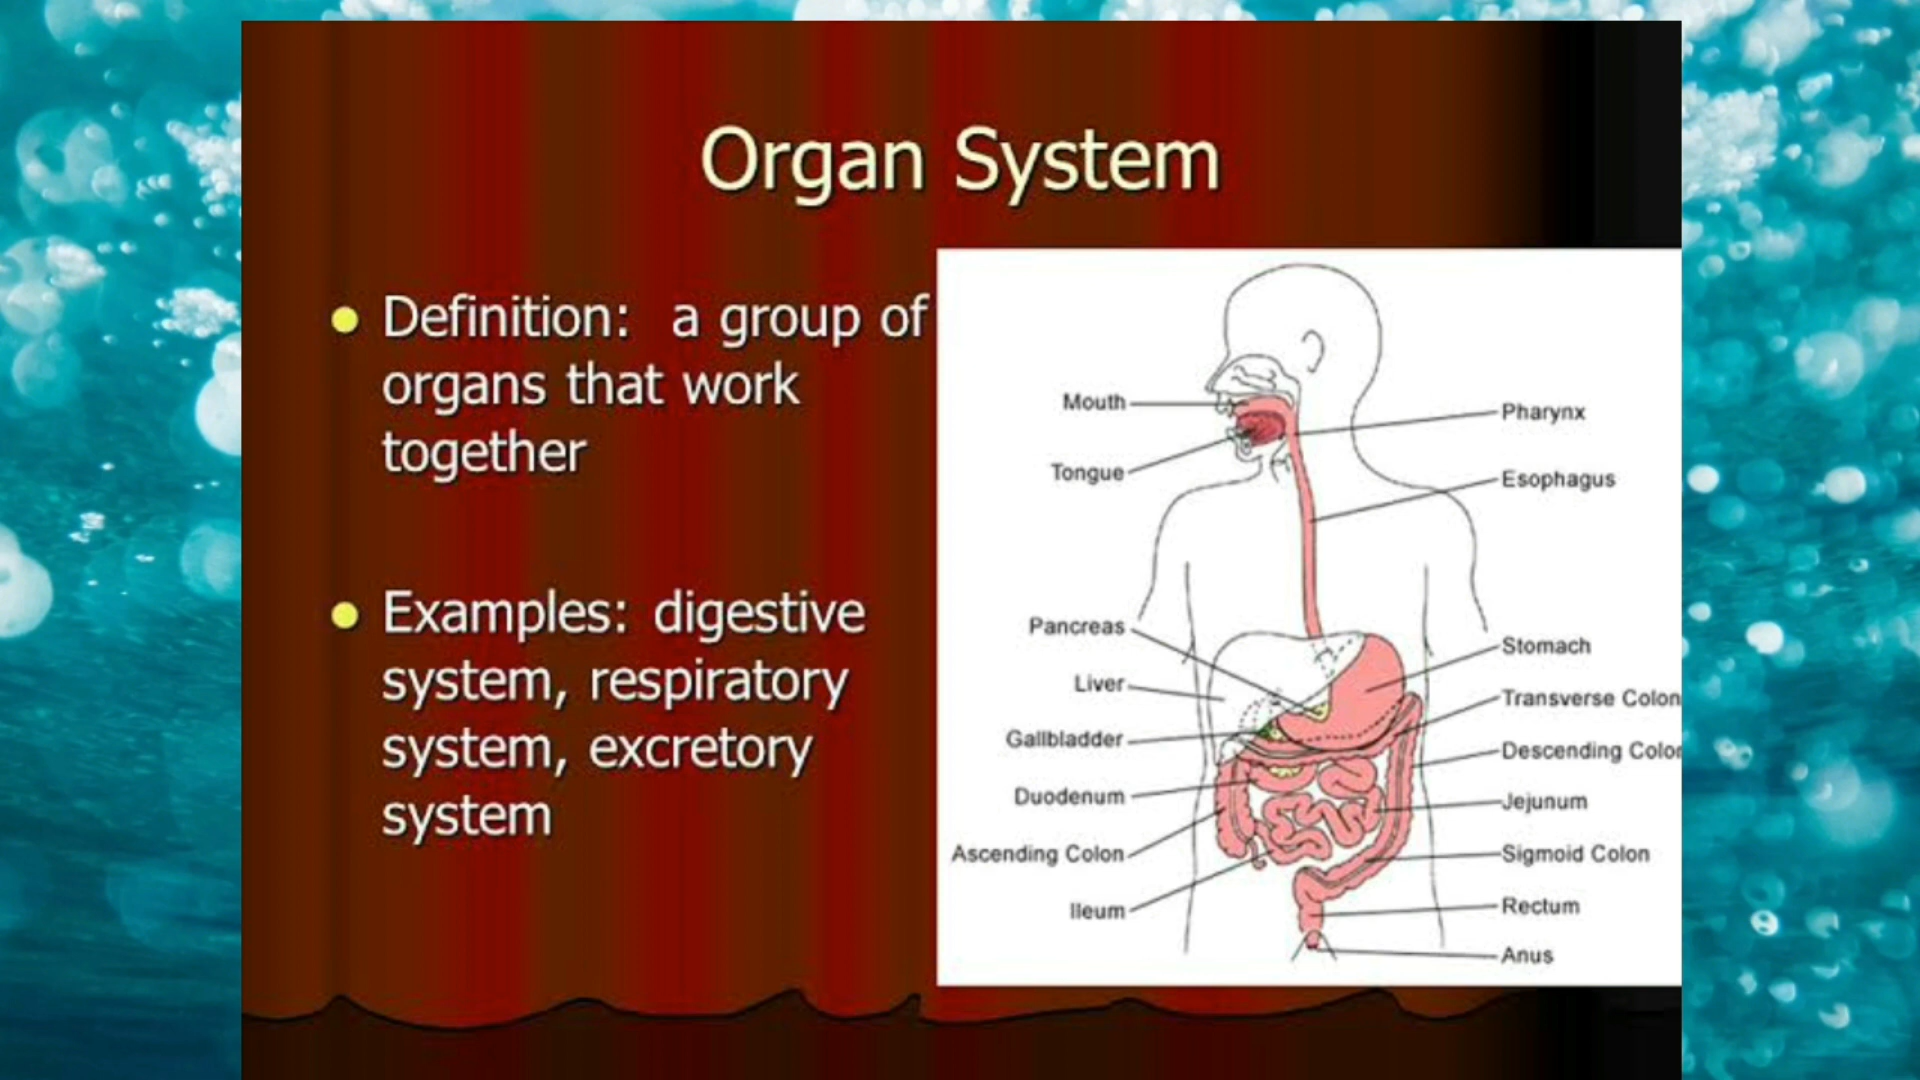 Organ System
Definition: a group of
organs that work
together
Examples: digestive
system, respiratory
system, excretory
system
Mouth
Tongue
Pharynx
Esophagus
Pancreas
Liver
Gallbladder
Duodenum
Ascending Colon
Ileum
Stomach
Transverse Colon
Descending Colon
Jejunum
Sigmoid Colon
Rectum
Anus